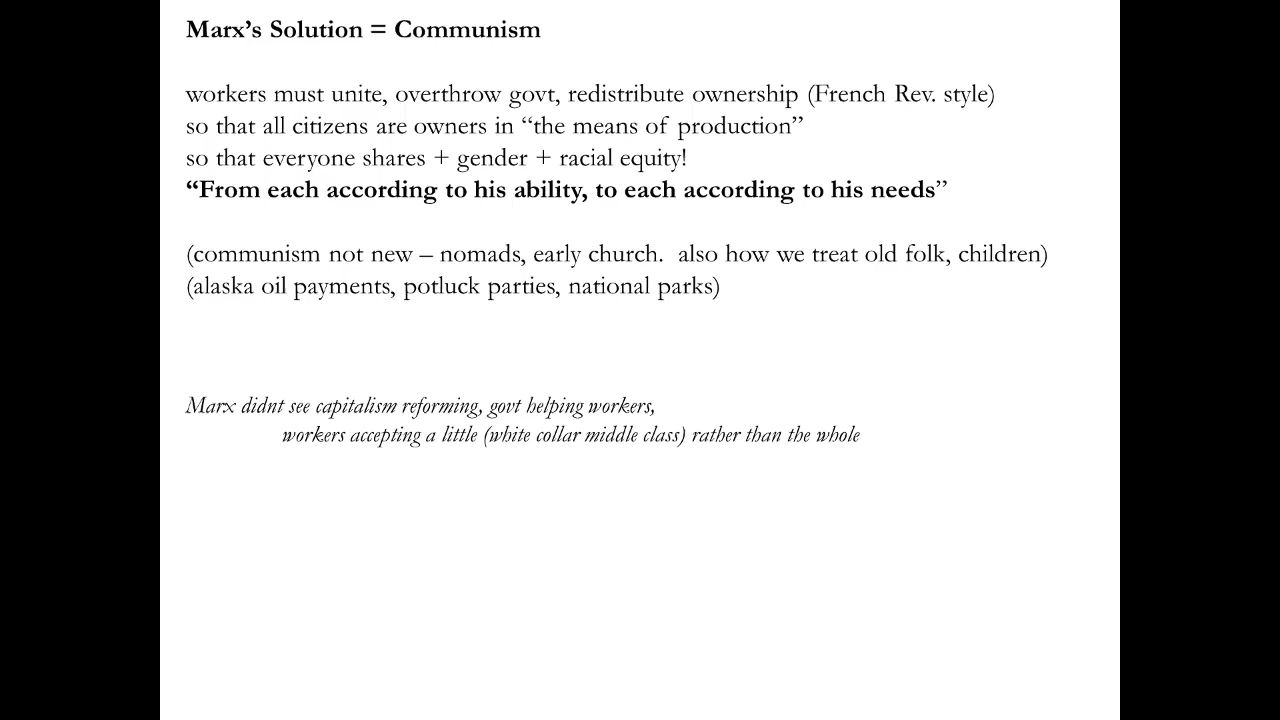 Marx’s Solution = Communism
workers must unite, overthrow govt, redistribute ownership (French Rev. style)
so that all citizens are owners in “the means of production”
so that everyone shares + gender + racial equity!
“From each according to his ability, to each according to his needs”
(communism not new – nomads, early church.  also how we treat old folk, children)
(alaska oil payments, potluck parties, national parks)
Marx didnt see capitalism reforming, govt helping workers,
workers accepting a little (white collar middle class) rather than the whole